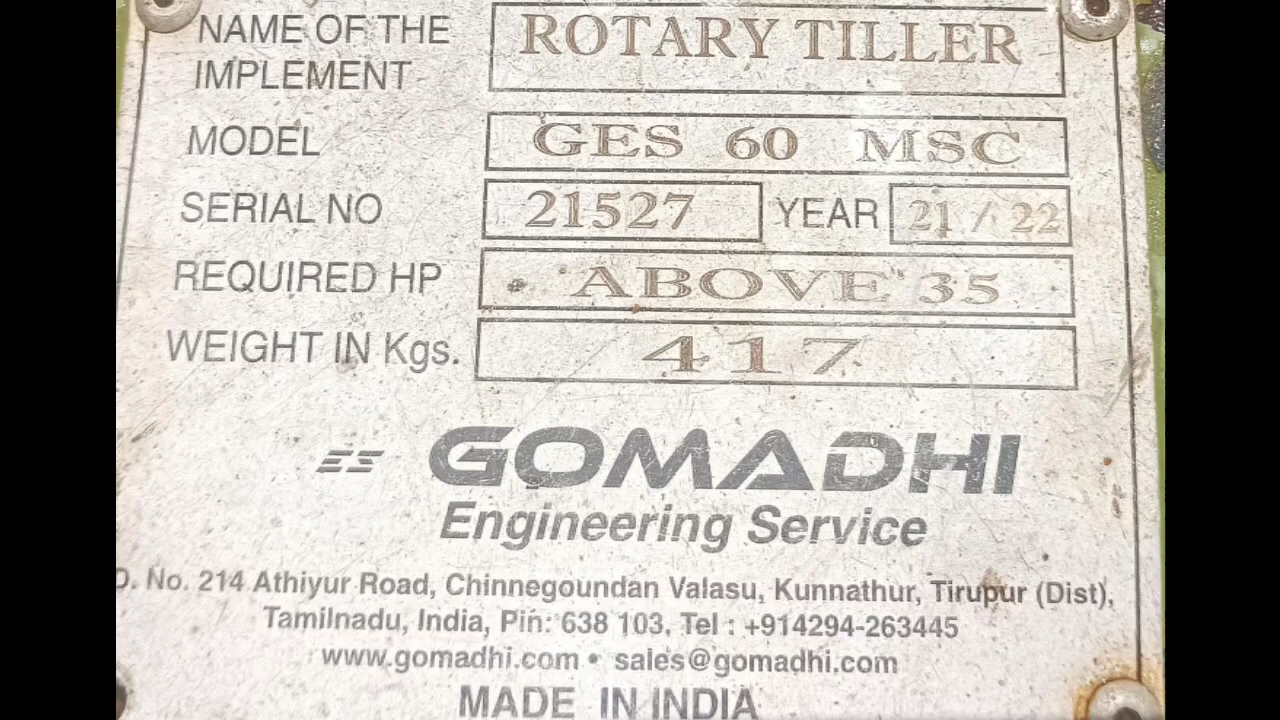 NAME OF THE ROTARY TILLER
IMPLEMENT
MODEL GES 60 MSC
SERIAL NO 21527 YEAR 21 / 22
REQUIRED HP ABOVE 35
WEIGHT IN Kgs. 417
ES GOMADHI
Engineering Service
D. No. 214 Athiyur Road, Chinnegoundan Valasu, Kunnathur, Tirupur (Dist),
Tamilnadu, India, Pin: 638 103. Tel : +914294-263445
www.gomadhi.com • sales@gomadhi.com
MADE IN INDIA